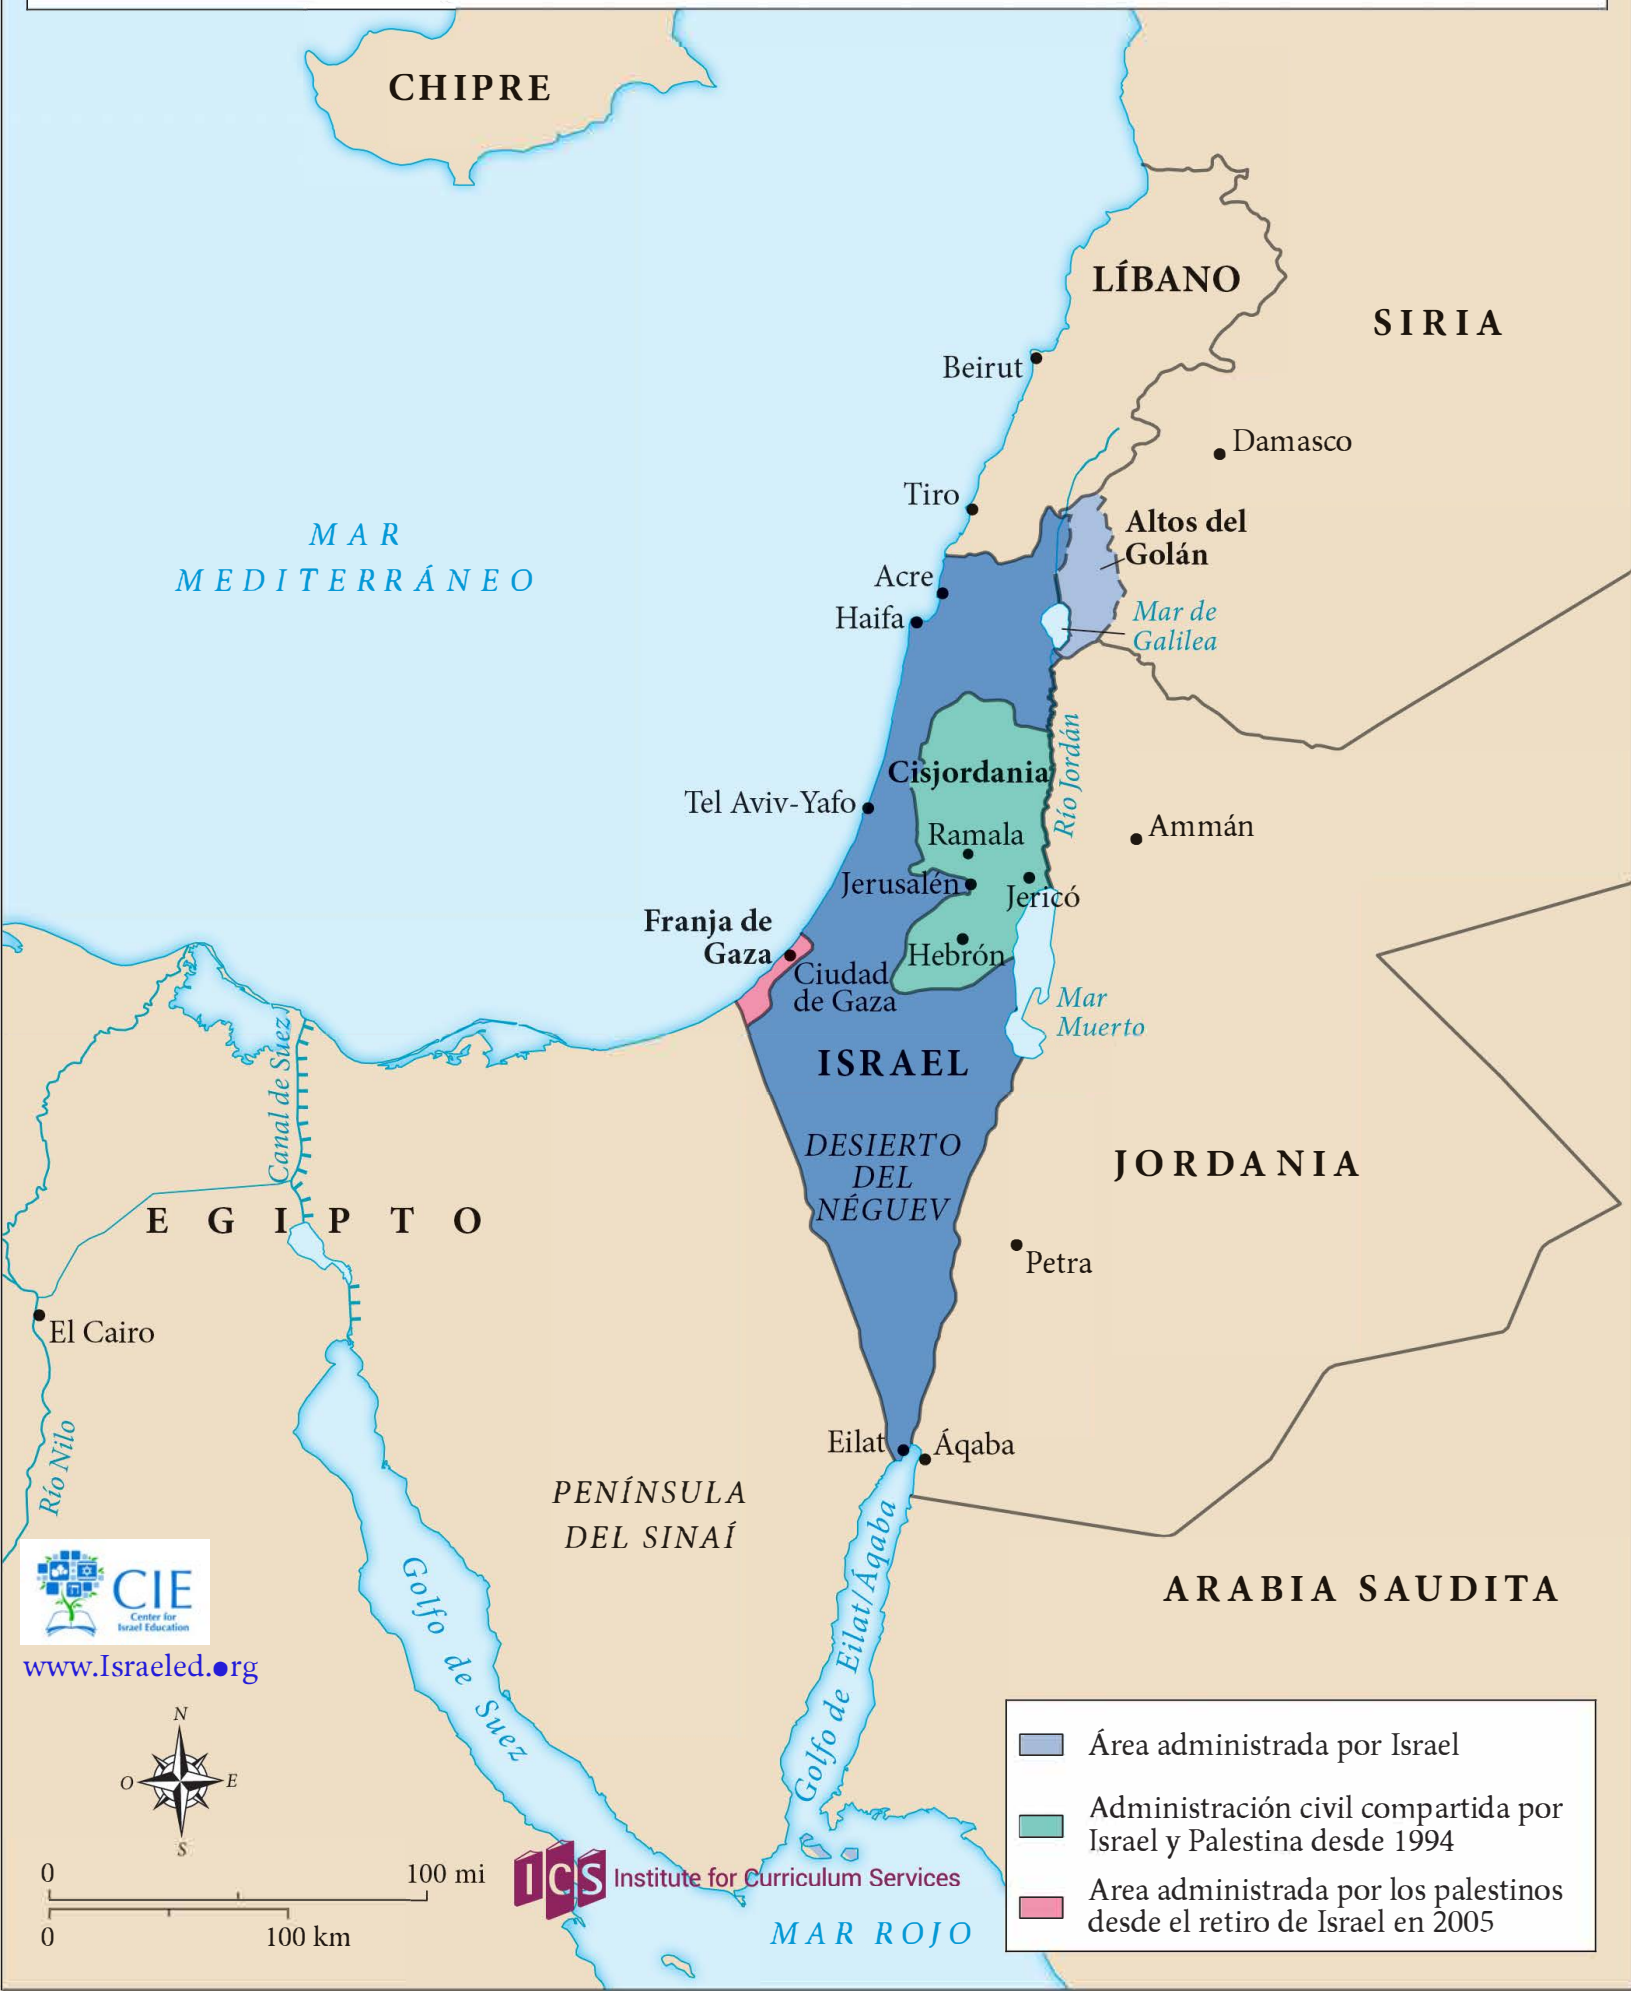 CHIPRE
LÍBANO
SIRIA
Beirut
Damasco
Tiro
MAR
MEDITERRÁNEO
Altos del
Golán
Acre
Haifa
Mar de
Galilea
Río Jordán
Cisjordania
Tel Aviv-Yafo
Ramala
Ammán
Jerusalén
Jericó
Franja de
Gaza
Hebrón
Ciudad
de Gaza
Mar
Muerto
Canal de Suez
ISRAEL
DESIERTO
DEL
NÉGUEV
JORDANIA
EGIPTO
Petra
El Cairo
Río Nilo
Eilat
Áqaba
PENÍNSULA
DEL SINAÍ
Golfo de Suez
Golfo de Eilat/Áqaba
ARABIA SAUDITA
CIE
Center for
Israel Education
www.Israeled.org
N
O
E
S
0
100 mi
0
100 km
ICS Institute for Curriculum Services
MAR ROJO
Área administrada por Israel
Administración civil compartida por
Israel y Palestina desde 1994
Area administrada por los palestinos
desde el retiro de Israel en 2005